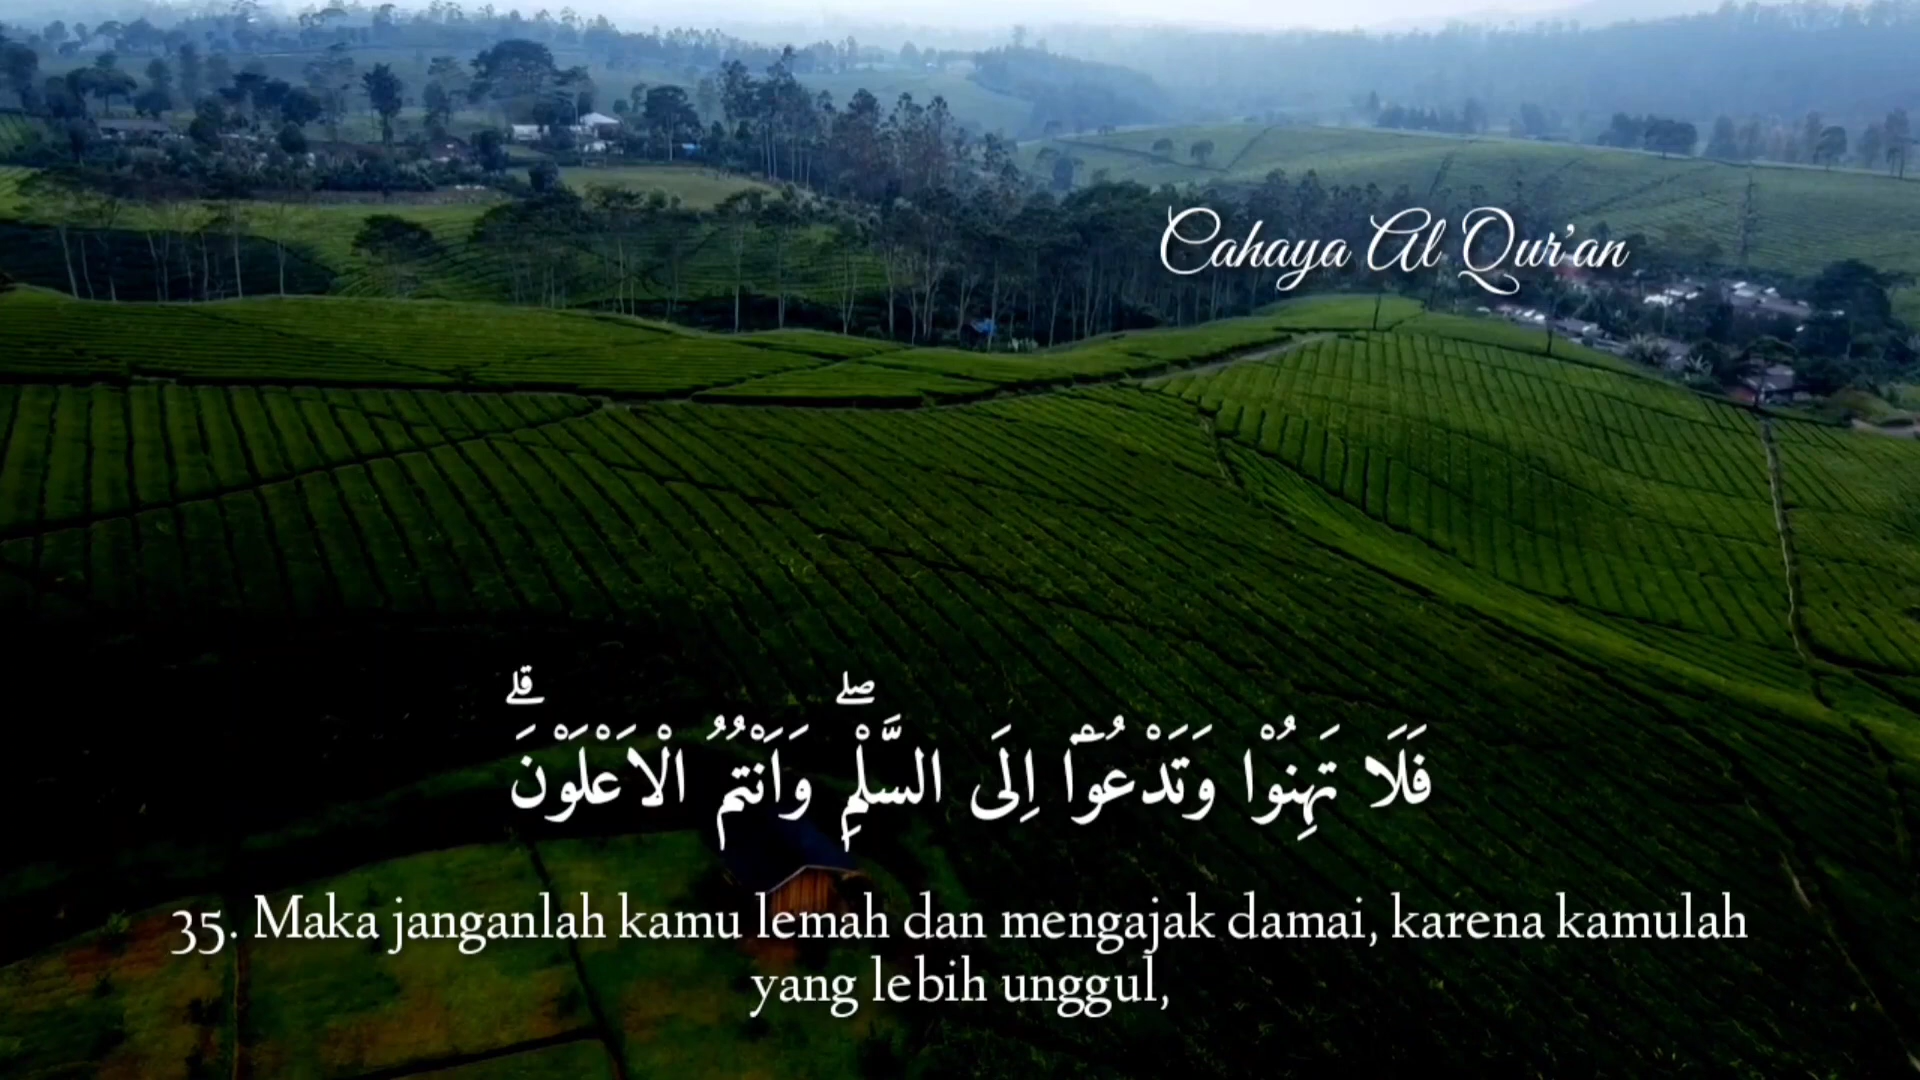 Cahaya Al Qur'an
فَلَا تَهِنُوْا وَتَدْعُوْٓا اِلَى السَّلْمِۖ وَاَنْتُمُ الْاَعْلَوْنَۗ
35. Maka janganlah kamu lemah dan mengajak damai, karena kamulah
yang lebih unggul,